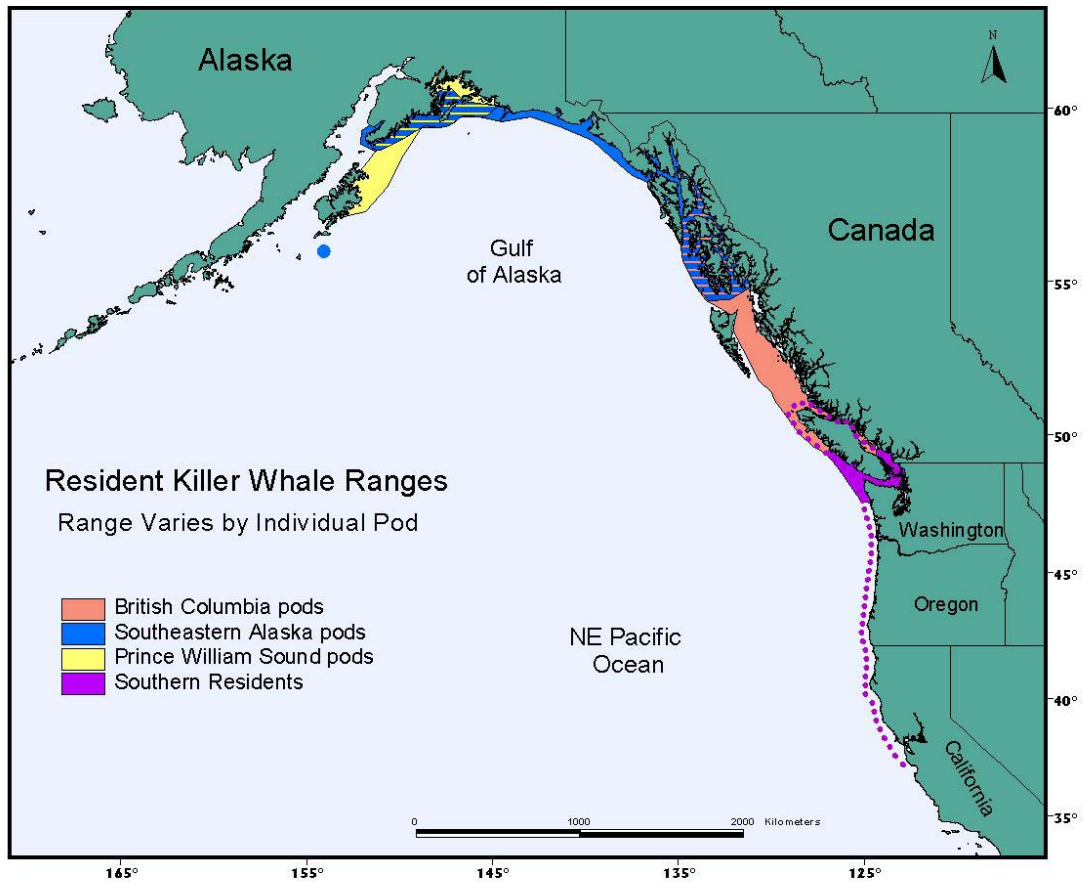 N
Alaska
60°
Canada
Gulf
of Alaska
55°
50°
Resident Killer Whale Ranges
Range Varies by Individual Pod
Washington
45°
British Columbia pods
Oregon
Southeastern Alaska pods
NE Pacific
Ocean
Prince William Sound pods
Southern Residents
40°
California
0 1000 2000 Kilometers
35°
165° 155° 145° 135° 125°